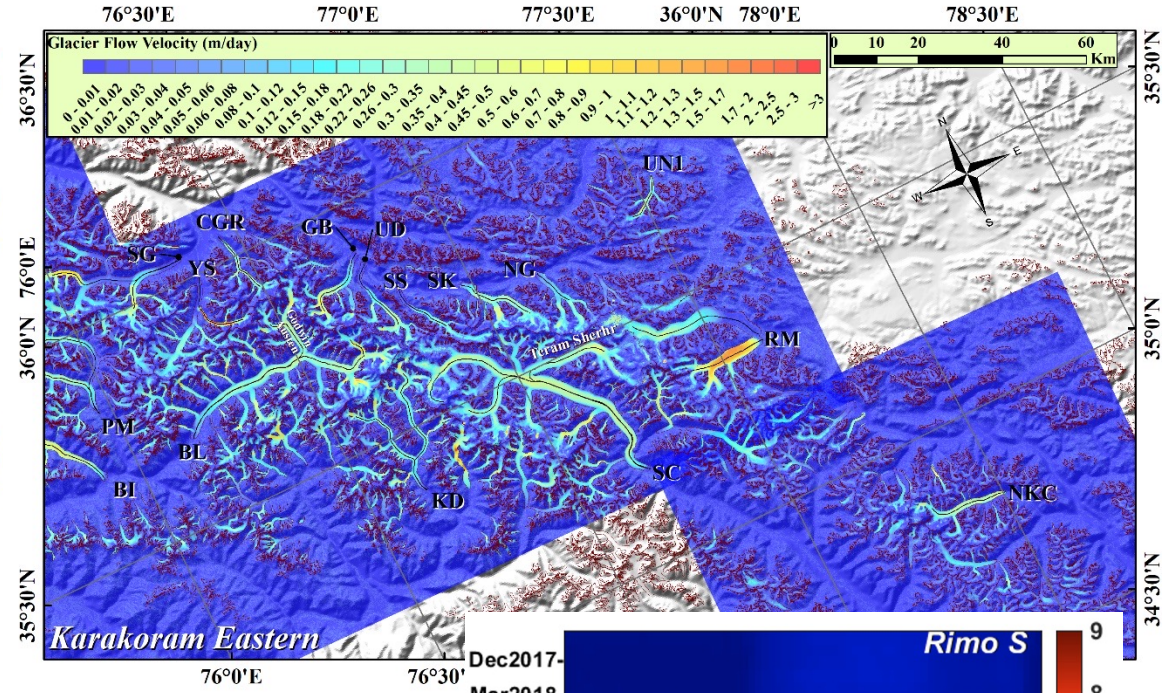 76°30'E 77°0'E 77°30'E 36°0'N 78°0'E 78°30'E
Glacier Flow Velocity (m/day)
0 - 0.01
0.01 - 0.02
0.02 - 0.03
0.03 - 0.04
0.04 - 0.05
0.05 - 0.06
0.06 - 0.08
0.08 - 0.1
0.1 - 0.12
0.12 - 0.15
0.15 - 0.18
0.18 - 0.22
0.22 - 0.26
0.26 - 0.3
0.3 - 0.35
0.35 - 0.4
0.4 - 0.45
0.45 - 0.5
0.5 - 0.6
0.6 - 0.7
0.7 - 0.8
0.8 - 0.9
0.9 - 1
1 - 1.1
1.1 - 1.2
1.2 - 1.3
1.3 - 1.5
1.5 - 1.7
1.7 - 2
2 - 2.5
2.5 - 3
>3
0 10 20 40 60
Km
36°30'N
35°30'N
N
E
W
S
UN1
CGR
GB
UD
SG
YS
SS
SK
NG
76°0'E
Teram Sherhr
RM
35°0'N
36°0'N
PM
BL
SC
BI
KD
NKC
34°30'N
35°30'N
Karakoram Eastern
Rimo S
9
Dec2017-
Mar2018
8
76°0'E
76°30'